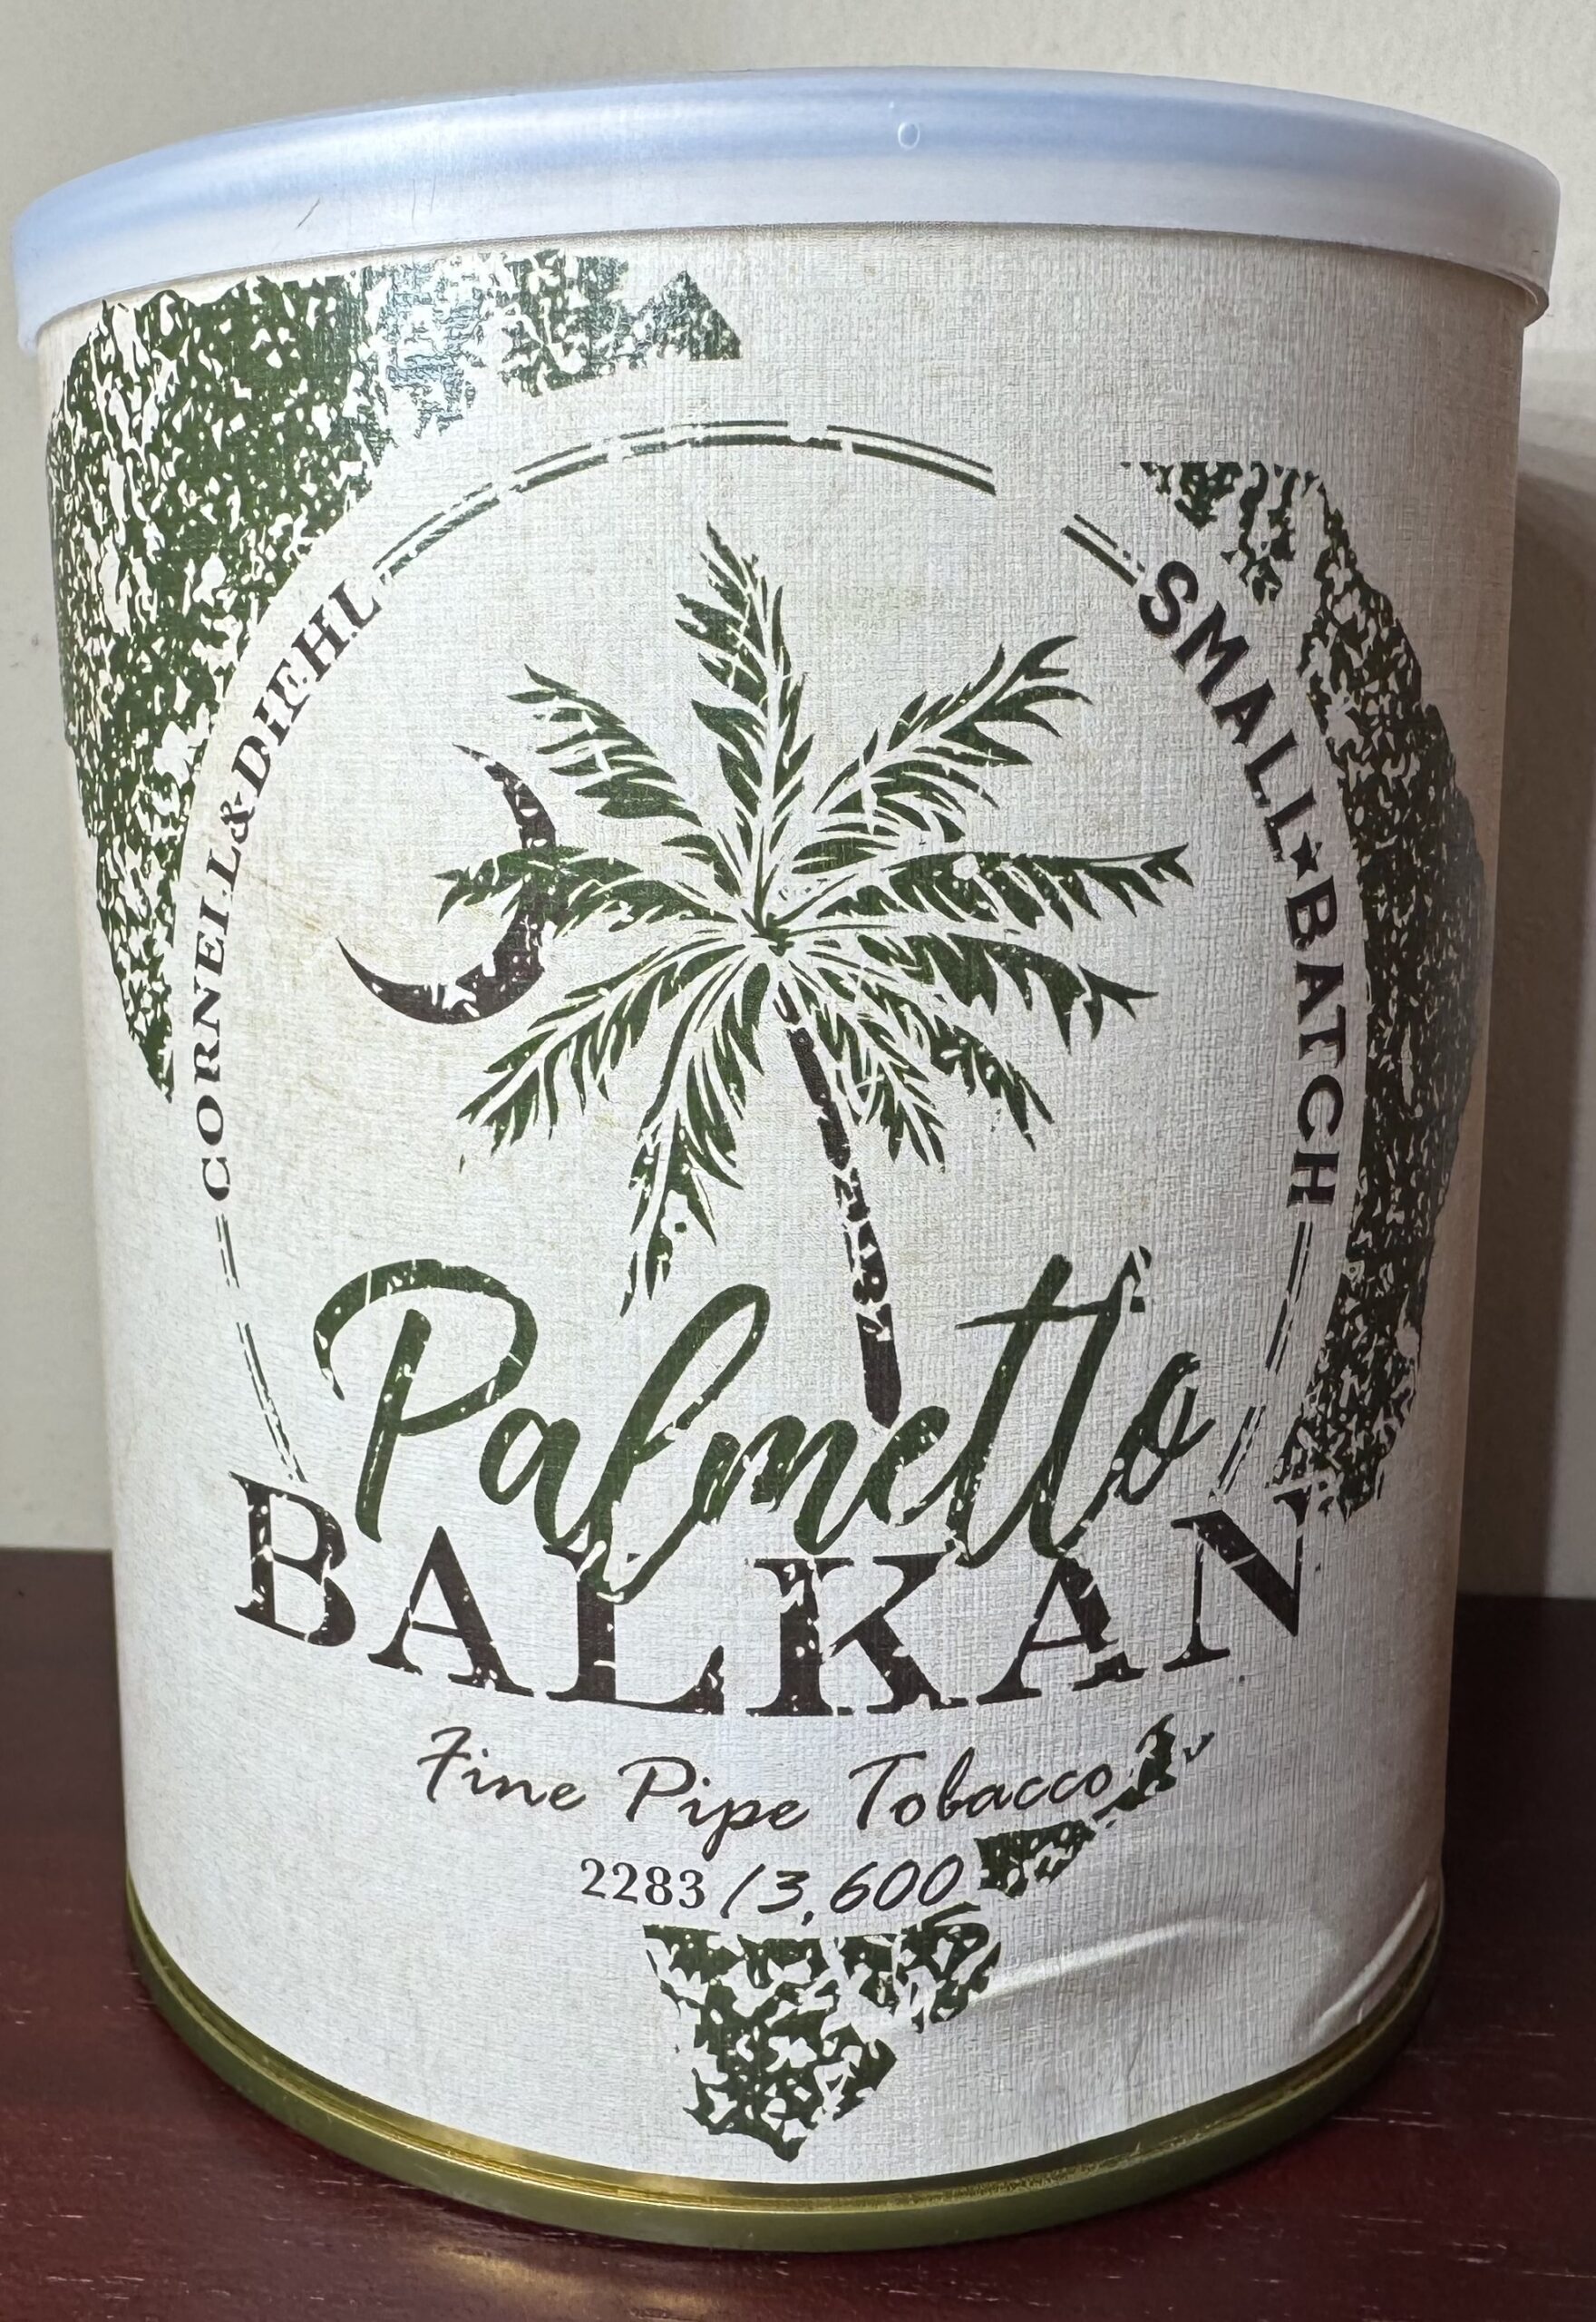 CORNELL & DIEHL
SMALL★BATCH
Palmetto
BALKAN
Fine Pipe Tobacco
2283/3,600